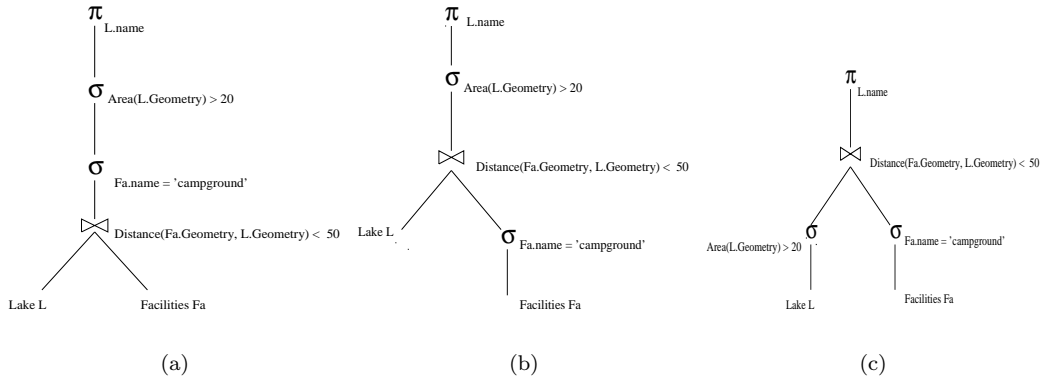 π
L.name
σ
Area(L.Geometry) > 20
σ
Fa.name = ’campground’
Distance(Fa.Geometry, L.Geometry) < 50
Lake L
Facilities Fa
(a)
π
L.name
σ
Area(L.Geometry) > 20
Distance(Fa.Geometry, L.Geometry) < 50
Lake L
σ
Fa.name = ’campground’
Facilities Fa
(b)
π
L.name
Distance(Fa.Geometry, L.Geometry) < 50
Area(L.Geometry) > 20
σ
σ
Fa.name = ’campground’
Lake L
Facilities Fa
(c)